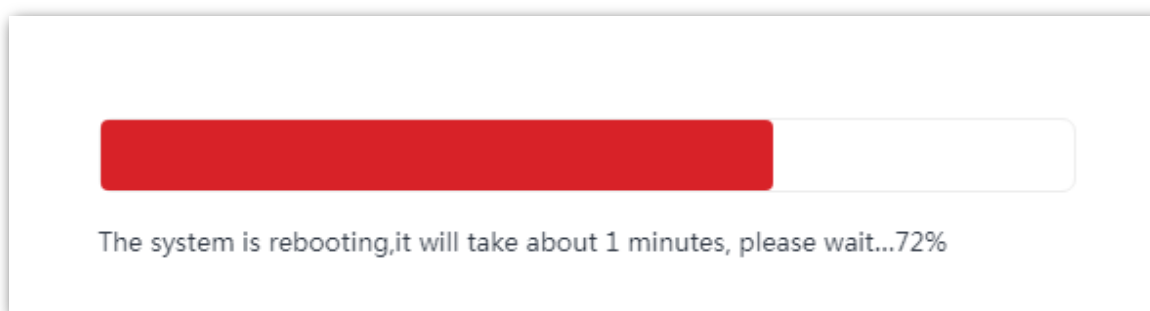 The system is rebooting,it will take about 1 minutes, please wait...72%